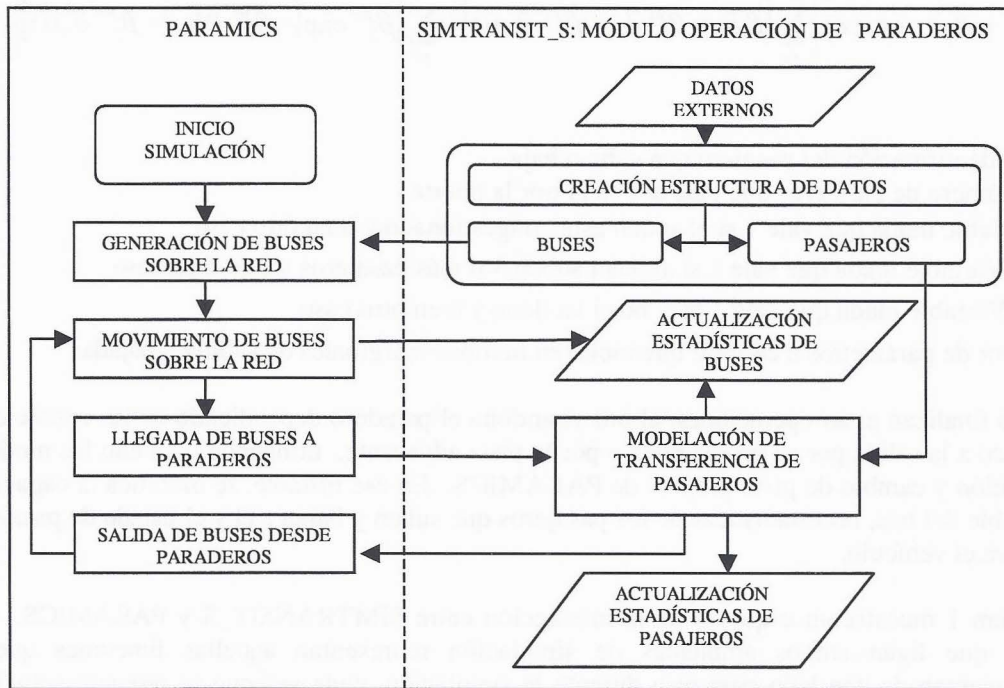 PARAMICS
SIMTRANSIT_S: MÓDULO OPERACIÓN DE PARADEROS
DATOS
EXTERNOS
INICIO
SIMULACIÓN
CREACIÓN ESTRUCTURA DE DATOS
GENERACIÓN DE BUSES
SOBRE LA RED
BUSES
PASAJEROS
MOVIMIENTO DE BUSES
SOBRE LA RED
ACTUALIZACIÓN
ESTADÍSTICAS DE
BUSES
LLEGADA DE BUSES A
PARADEROS
MODELACIÓN DE
TRANSFERENCIA DE
PASAJEROS
SALIDA DE BUSES DESDE
PARADEROS
ACTUALIZACIÓN
ESTADÍSTICAS DE
PASAJEROS